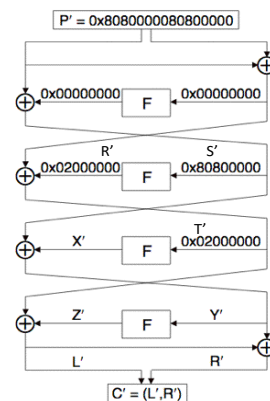 P' = 0x8080000080800000
0x00000000 F 0x00000000
R' S'
0x02000000 F 0x80800000
T'
X' F 0x02000000
Z' F Y'
L' R'
C' = (L',R')